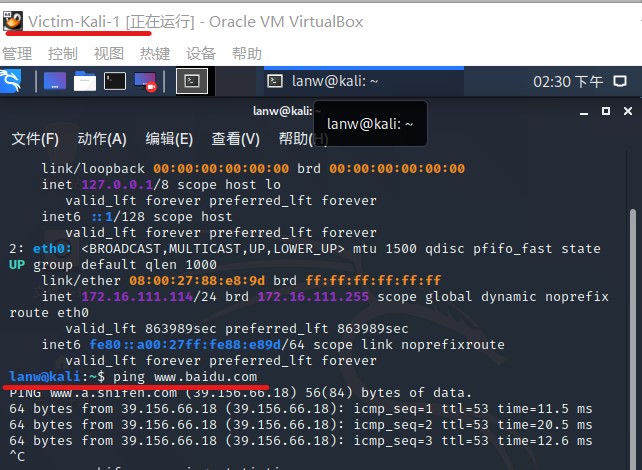 Victim-Kali-1 [正在运行] - Oracle VM VirtualBox
管理 控制 视图 热键 设备 帮助
lanw@kali: ~ 02:30 下午
lanw@kali: ~
lanw@kali: ~
文件(F) 动作(A) 编辑(E) 查看(V) 帮助(H)
link/loopback 00:00:00:00:00:00 brd 00:00:00:00:00:00
inet 127.0.0.1/8 scope host lo
valid_lft forever preferred_lft forever
inet6 ::1/128 scope host
valid_lft forever preferred_lft forever
2: eth0: <BROADCAST,MULTICAST,UP,LOWER_UP> mtu 1500 qdisc pfifo_fast state
UP group default qlen 1000
link/ether 08:00:27:88:e8:9d brd ff:ff:ff:ff:ff:ff
inet 172.16.111.114/24 brd 172.16.111.255 scope global dynamic noprefix
route eth0
valid_lft 863989sec preferred_lft 863989sec
inet6 fe80::a00:27ff:fe88:e89d/64 scope link noprefixroute
valid_lft forever preferred_lft forever
lanw@kali:~$ ping www.baidu.com
PING www.a.shifen.com (39.156.66.18) 56(84) bytes of data.
64 bytes from 39.156.66.18 (39.156.66.18): icmp_seq=1 ttl=53 time=11.5 ms
64 bytes from 39.156.66.18 (39.156.66.18): icmp_seq=2 ttl=53 time=20.5 ms
64 bytes from 39.156.66.18 (39.156.66.18): icmp_seq=3 ttl=53 time=12.6 ms
^C